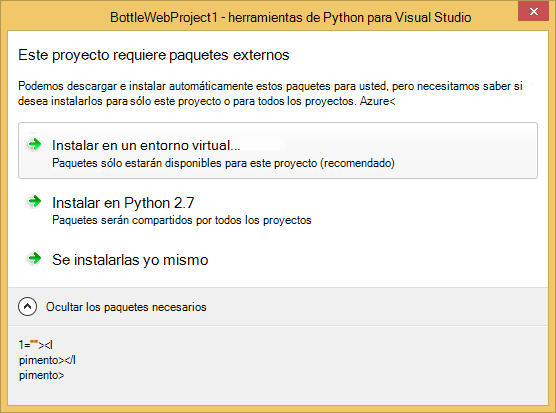 BottleWebProject1 - herramientas de Python para Visual Studio
Este proyecto requiere paquetes externos
Podemos descargar e instalar automáticamente estos paquetes para usted, pero necesitamos saber si
desea instalarlos para sólo este proyecto o para todos los proyectos. Azure<
Instalar en un entorno virtual...
Paquetes sólo estarán disponibles para este proyecto (recomendado)
Instalar en Python 2.7
Paquetes serán compartidos por todos los proyectos
Se instalarlas yo mismo
Ocultar los paquetes necesarios
1=""><l
pimento></l
pimento>